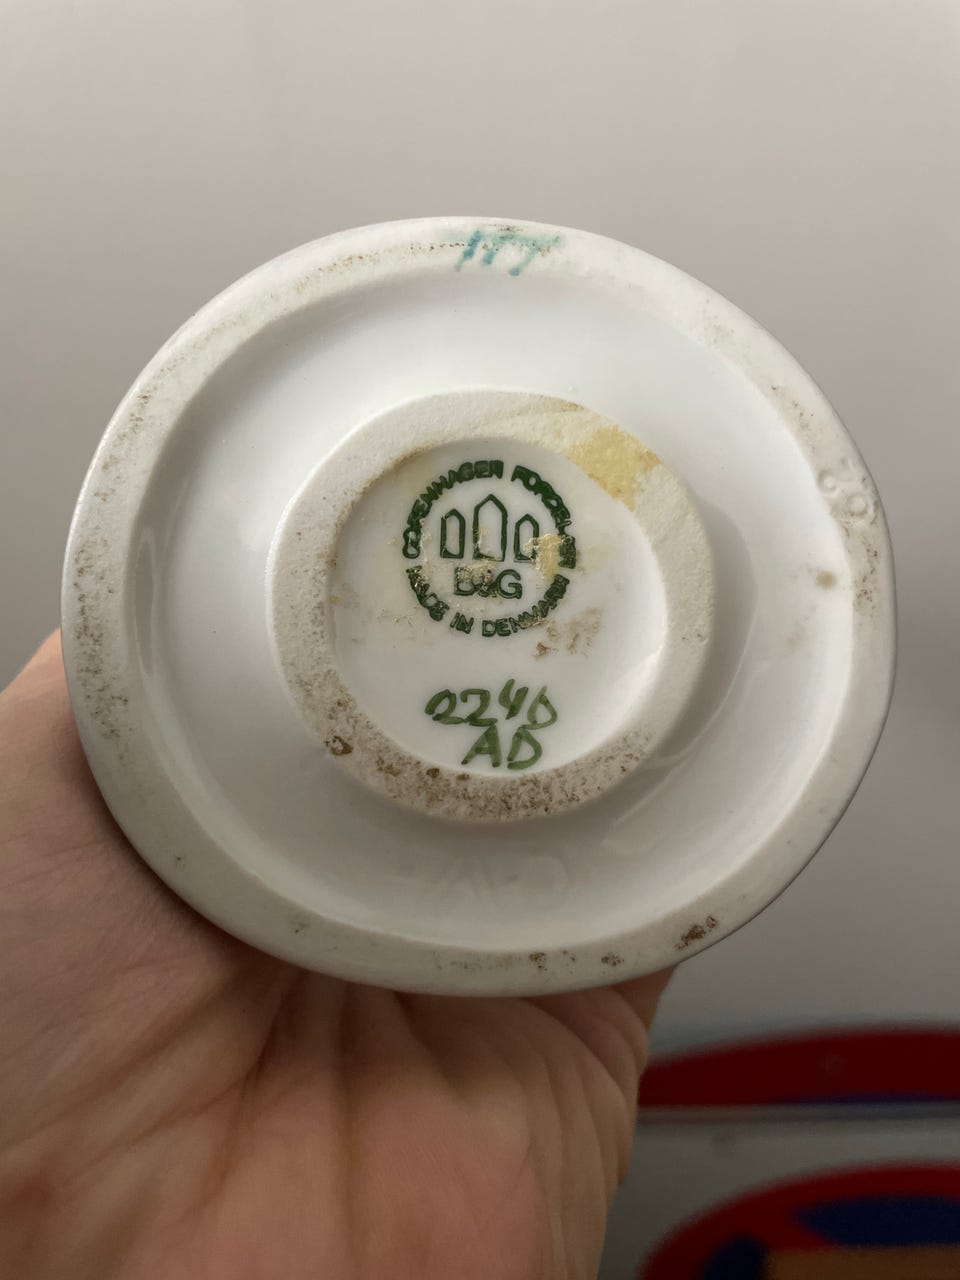 COPENHAGEN PORCELAIN
B&G
MADE IN DENMARK
0240
AD